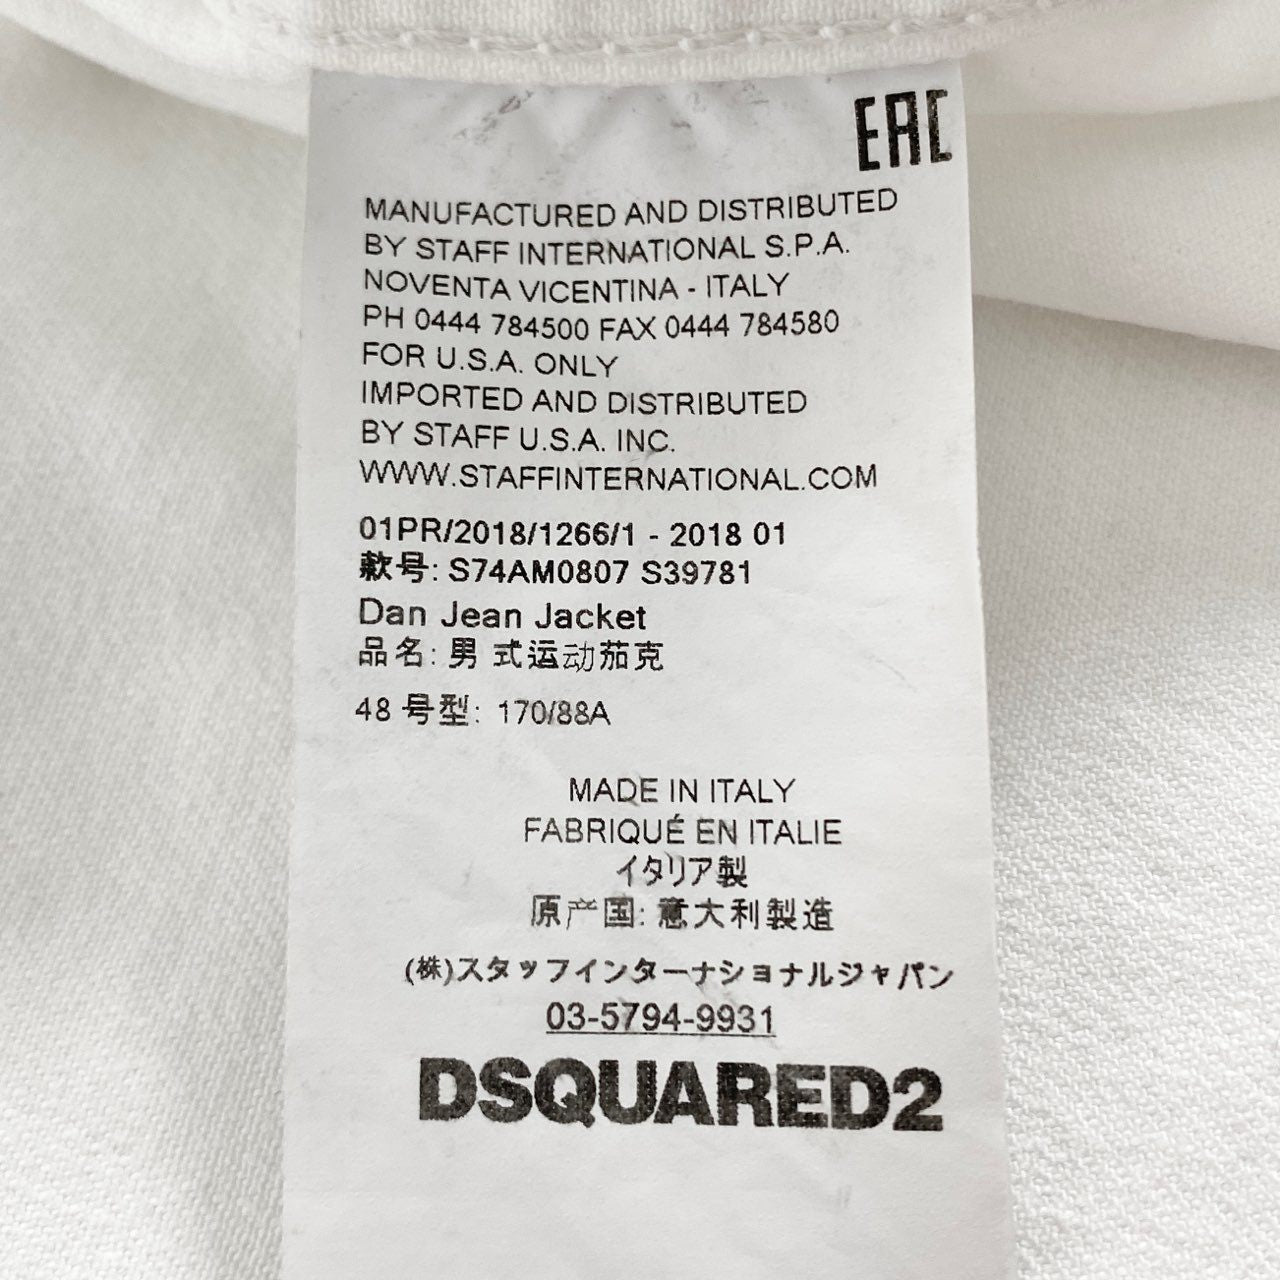 EAC
MANUFACTURED AND DISTRIBUTED
BY STAFF INTERNATIONAL S.P.A.
NOVENTA VICENTINA - ITALY
PH 0444 784500 FAX 0444 784580
FOR U.S.A. ONLY
IMPORTED AND DISTRIBUTED
BY STAFF U.S.A. INC.
WWW.STAFFINTERNATIONAL.COM
01PR/2018/1266/1 - 2018 01
款号: S74AM0807 S39781
Dan Jean Jacket
品名: 男 式运动茄克
48 号型: 170/88A
MADE IN ITALY
FABRIQUÉ EN ITALIE
イタリア製
原产国: 意大利製造
(株)スタッフインターナショナルジャパン
03-5794-9931
DSQUARED2